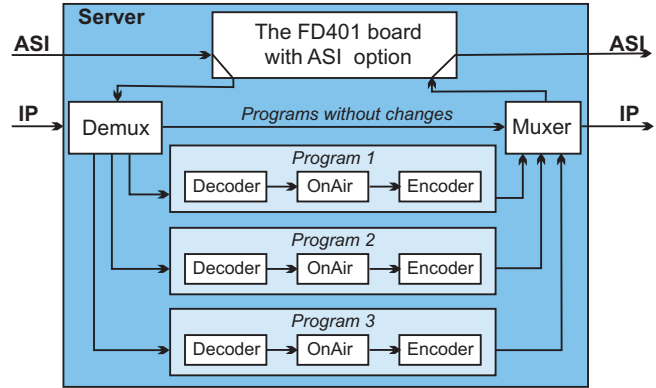 Server
The FD401 board
with ASI option
ASI
ASI
IP
IP
Demux
Programs without changes
Muxer
Program 1
Decoder
OnAir
Encoder
Program 2
Decoder
OnAir
Encoder
Program 3
Decoder
OnAir
Encoder